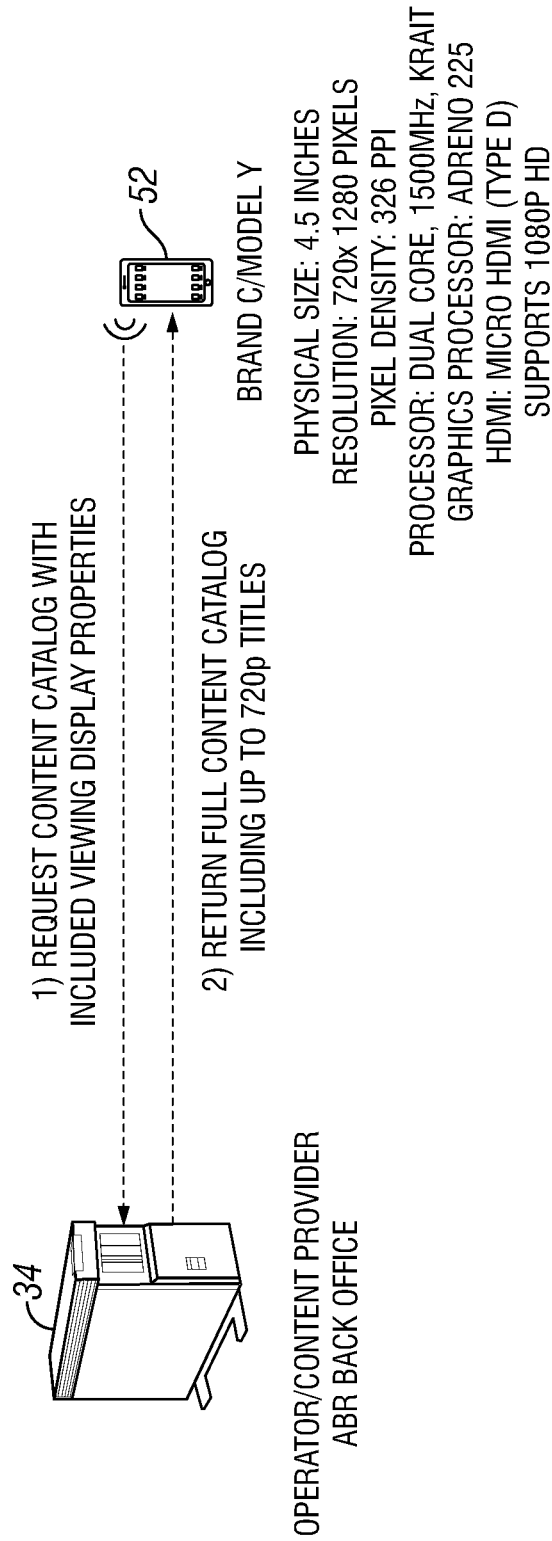 34
OPERATOR/CONTENT PROVIDER
ABR BACK OFFICE
1) REQUEST CONTENT CATALOG WITH
INCLUDED VIEWING DISPLAY PROPERTIES
2) RETURN FULL CONTENT CATALOG
INCLUDING UP TO 720p TITLES
52
BRAND C/MODEL Y
PHYSICAL SIZE: 4.5 INCHES
RESOLUTION: 720x 1280 PIXELS
PIXEL DENSITY: 326 PPI
PROCESSOR: DUAL CORE, 1500MHz, KRAIT
GRAPHICS PROCESSOR: ADRENO 225
HDMI: MICRO HDMI (TYPE D)
SUPPORTS 1080P HD